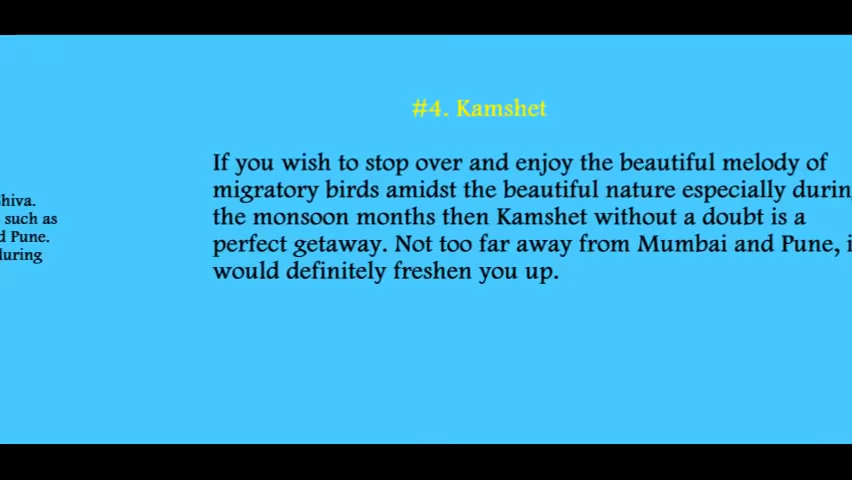 #4. Kamshet
If you wish to stop over and enjoy the beautiful melody of
migratory birds amidst the beautiful nature especially durin
the monsoon months then Kamshet without a doubt is a
perfect getaway. Not too far away from Mumbai and Pune, i
would definitely freshen you up.
hiva.
such as
d Pune.
during